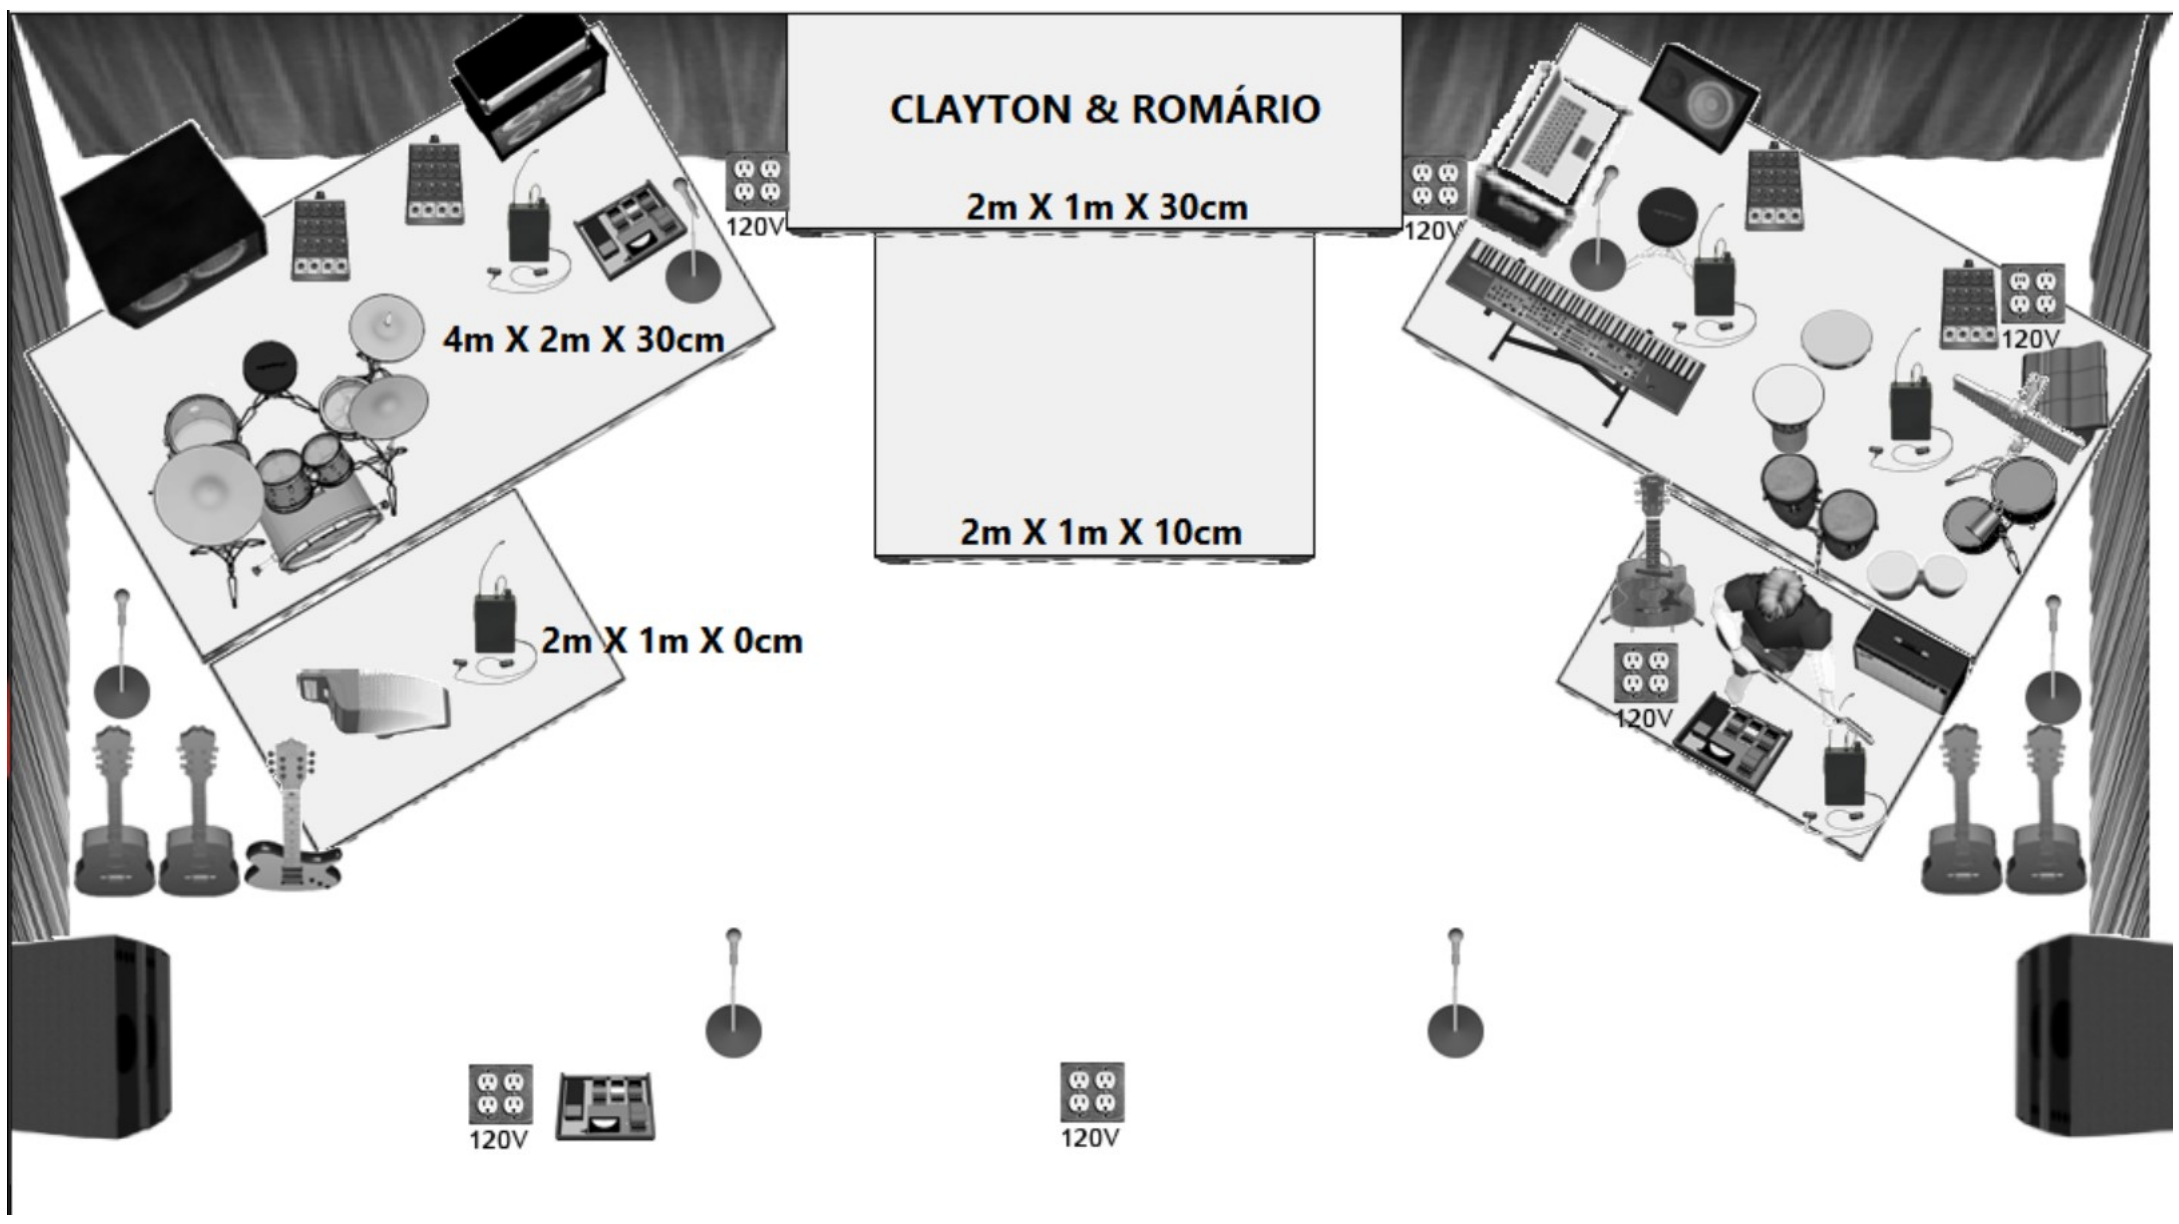 CLAYTON & ROMÁRIO
2m X 1m X 30cm
120V
120V
4m X 2m X 30cm
120V
2m X 1m X 10cm
2m X 1m X 0cm
120V
120V
120V